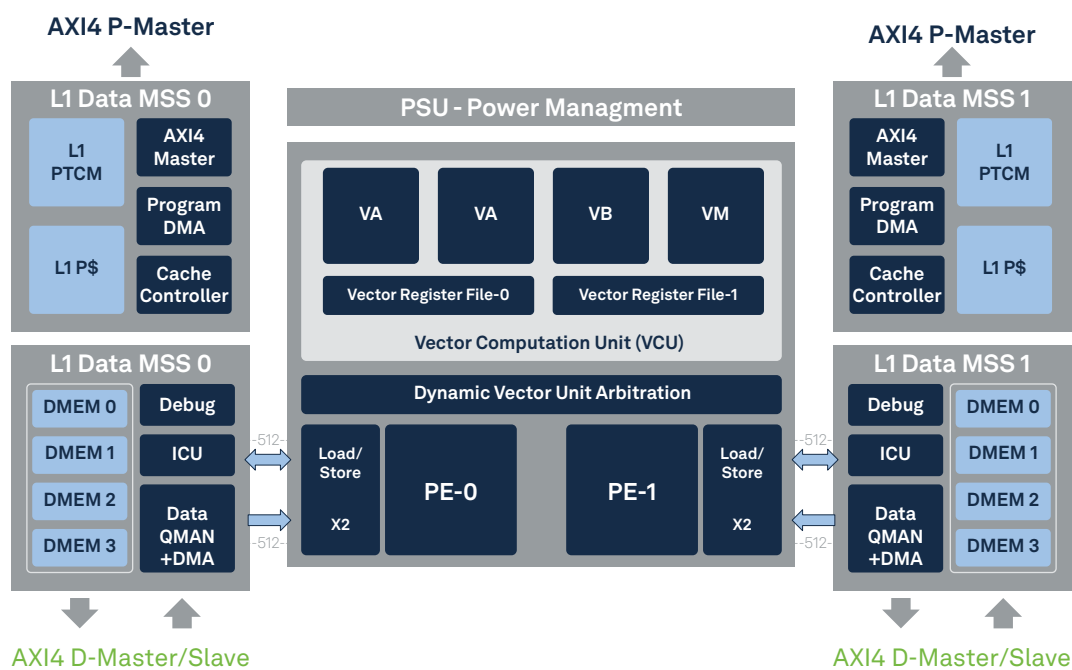 AXI4 P-Master
L1 Data MSS 0
L1
PTCM
AXI4
Master
Program
DMA
L1 P$
Cache
Controller
L1 Data MSS 0
DMEM 0
DMEM 1
DMEM 2
DMEM 3
Debug
ICU
Data
QMAN
+DMA
AXI4 D-Master/Slave
PSU - Power Managment
VA
VA
VB
VM
Vector Register File-0
Vector Register File-1
Vector Computation Unit (VCU)
Dynamic Vector Unit Arbitration
-512-
-512-
Load/
Store
X2
PE-0
PE-1
Load/
Store
X2
-512-
-512-
AXI4 P-Master
L1 Data MSS 1
AXI4
Master
L1
PTCM
Program
DMA
L1 P$
Cache
Controller
L1 Data MSS 1
Debug
ICU
Data
QMAN
+DMA
DMEM 0
DMEM 1
DMEM 2
DMEM 3
AXI4 D-Master/Slave